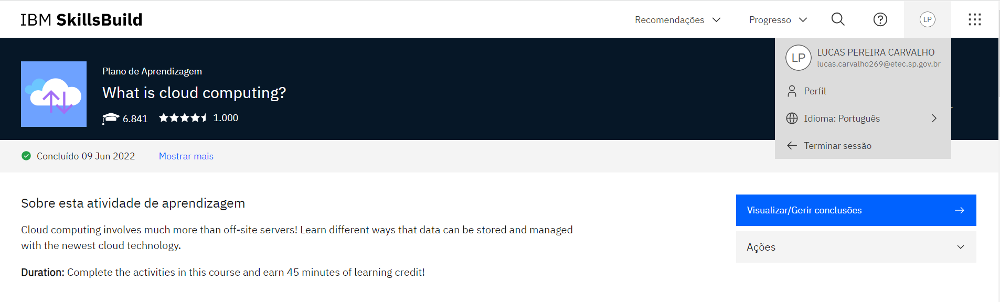 IBM SkillsBuild
Recomendações
Progresso
LP
LP
LUCAS PEREIRA CARVALHO
lucas.carvalho269@etec.sp.gov.br
Perfil
Idioma: Português
Terminar sessão
Plano de Aprendizagem
What is cloud computing?
6.841 1.000
Concluído 09 Jun 2022 Mostrar mais
Sobre esta atividade de aprendizagem
Cloud computing involves much more than off-site servers! Learn different ways that data can be stored and managed
with the newest cloud technology.
Duration: Complete the activities in this course and earn 45 minutes of learning credit!
Visualizar/Gerir conclusões
Ações